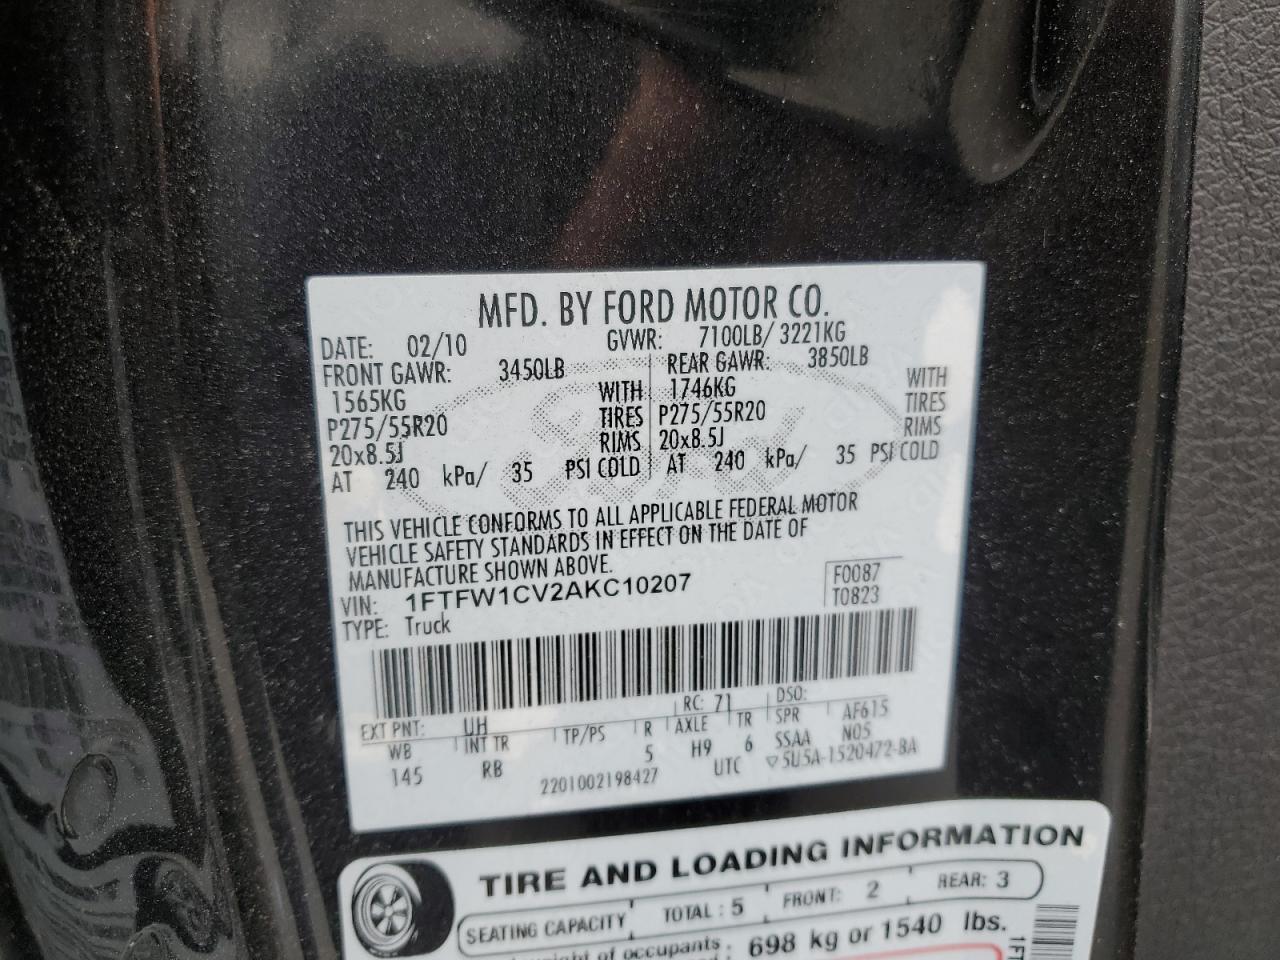 MFD. BY FORD MOTOR CO.
DATE: 02/10 GVWR: 7100LB/ 3221KG
FRONT GAWR: 3450LB REAR GAWR: 3850LB
1565KG WITH 1746KG WITH
P275/55R20 TIRES P275/55R20 TIRES
20x8.5J RIMS 20x8.5J RIMS
AT 240 kPa/ 35 PSI COLD AT 240 kPa/ 35 PSI COLD
THIS VEHICLE CONFORMS TO ALL APPLICABLE FEDERAL MOTOR
VEHICLE SAFETY STANDARDS IN EFFECT ON THE DATE OF
MANUFACTURE SHOWN ABOVE.
VIN: 1FTFW1CV2AKC10207 F0087
TYPE: Truck T0823
RC: 71 DSO:
EXT PNT: UH AF615
WB INT TR TP/PS R AXLE TR SPR N05
145 RB 5 H9 6 SSAA
2201002198427 UTC ▽5U5A-1520472-BA
TIRE AND LOADING INFORMATION
SEATING CAPACITY TOTAL : 5 FRONT: 2 REAR: 3
weight of occupants 698 kg or 1540 lbs.
1FT